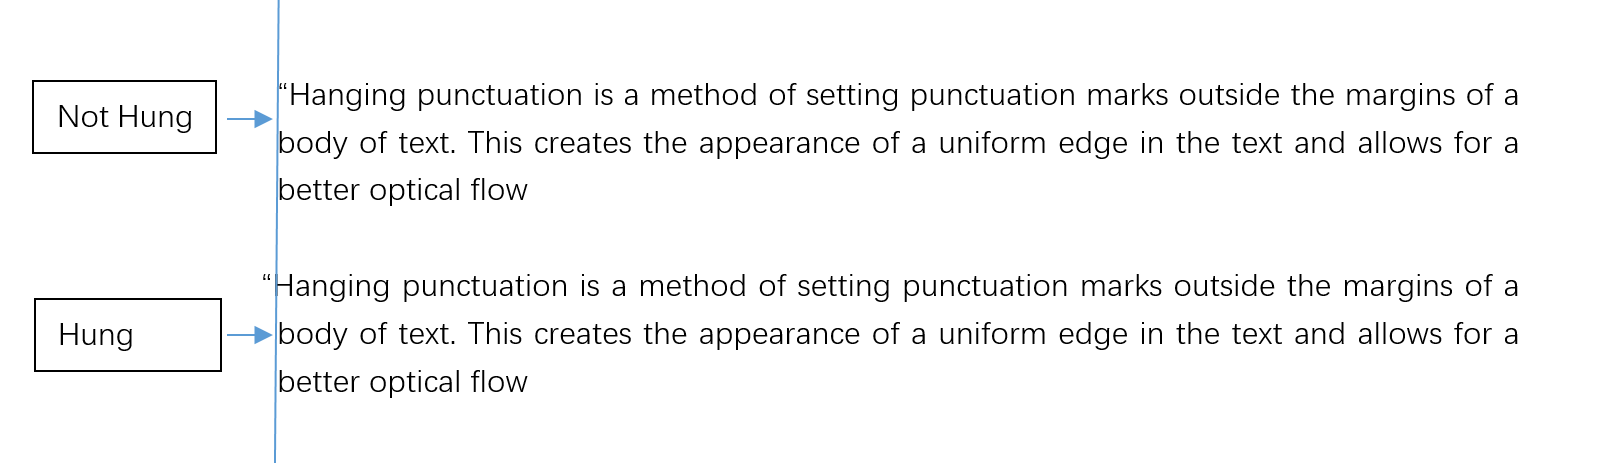 Not Hung
“Hanging punctuation is a method of setting punctuation marks outside the margins of a
body of text. This creates the appearance of a uniform edge in the text and allows for a
better optical flow
Hung
“Hanging punctuation is a method of setting punctuation marks outside the margins of a
body of text. This creates the appearance of a uniform edge in the text and allows for a
better optical flow